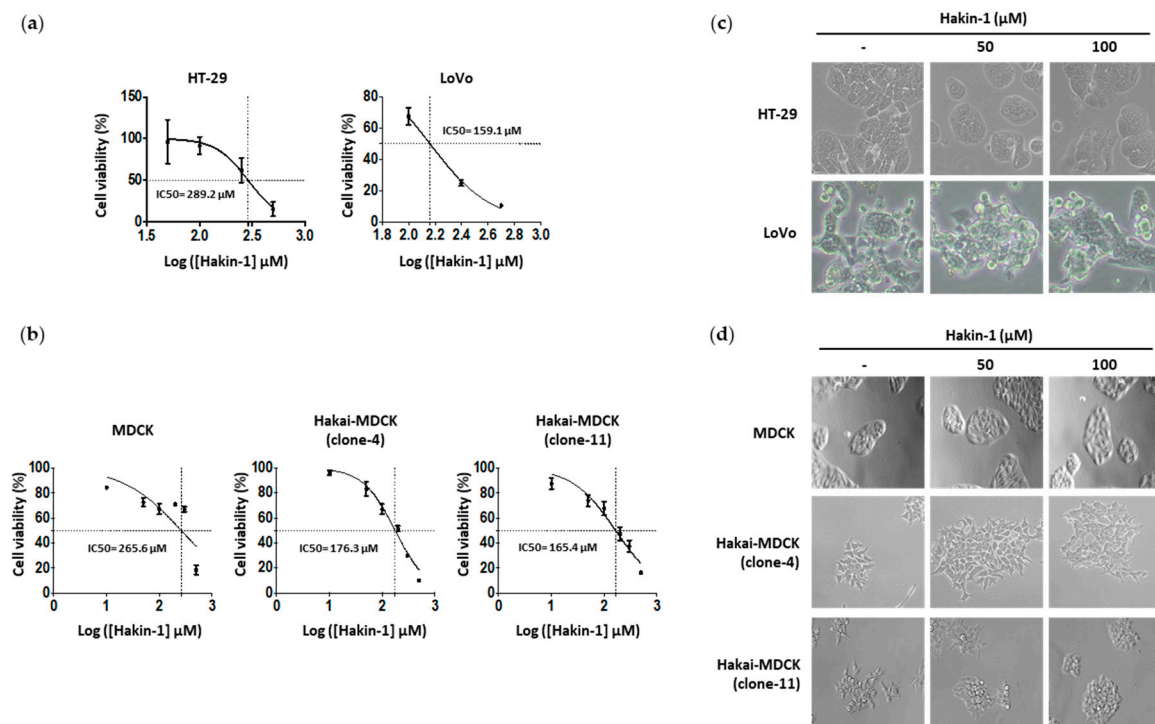 (a)
HT-29
Cell viability (%)
150
100
50
0
IC50= 289.2 µM
1.6
2.0
2.4
3.0
Log ([Hakin-1] µM)
LoVo
Cell viability (%)
80
60
40
20
0
IC50= 159.1 µM
2.0
2.2
2.4
2.6
2.8
3.0
Log ([Hakin-1] µM)
(b)
MDCK
Cell viability (%)
100
80
60
40
20
0
IC50= 265.6 µM
0
1
2
3
Log ([Hakin-1] µM)
Hakai-MDCK
(clone-4)
Cell viability (%)
100
80
60
40
20
0
IC50= 176.3 µM
0
1
2
3
Log ([Hakin-1] µM)
Hakai-MDCK
(clone-11)
Cell viability (%)
100
80
60
40
20
0
IC50= 165.4 µM
0
1
2
3
Log ([Hakin-1] µM)
(c)
Hakin-1 (µM)
-
50
100
HT-29
LoVo
(d)
Hakin-1 (µM)
-
50
100
MDCK
Hakai-MDCK
(clone-4)
Hakai-MDCK
(clone-11)